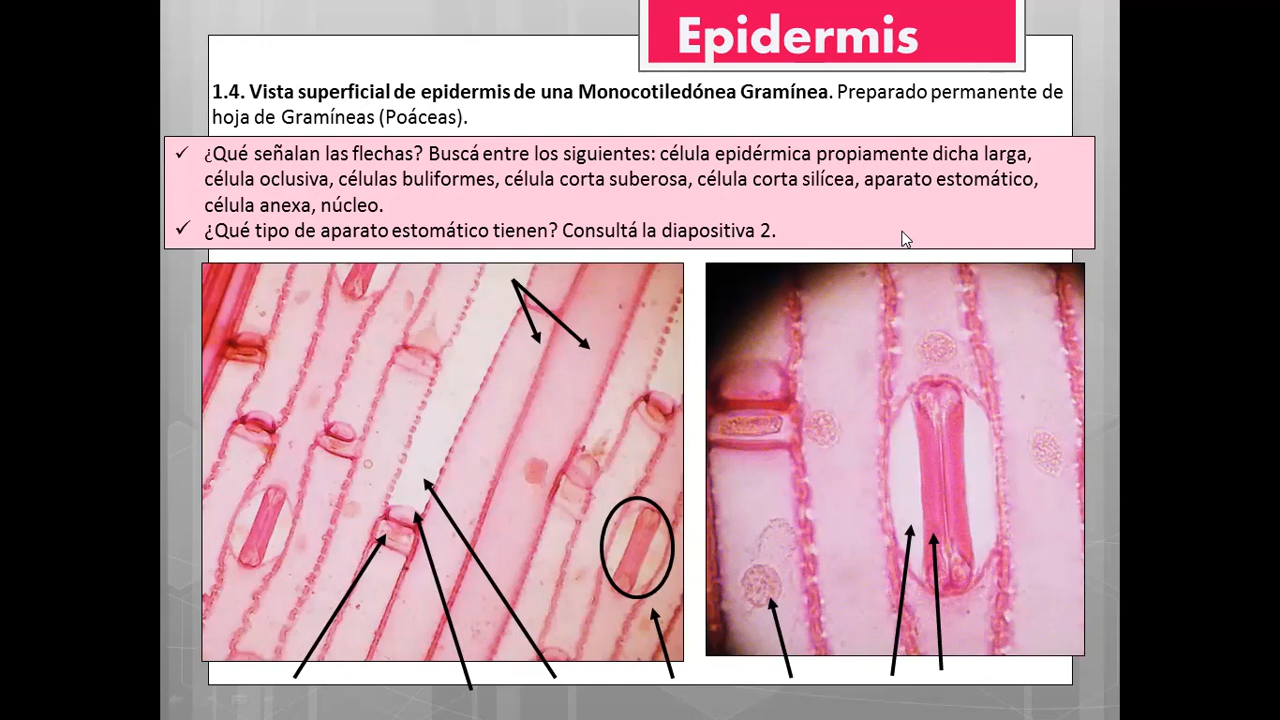 Epidermis
1.4. Vista superficial de epidermis de una Monocotiledónea Gramínea. Preparado permanente de
hoja de Gramíneas (Poáceas).
✓ ¿Qué señalan las flechas? Buscá entre los siguientes: célula epidérmica propiamente dicha larga,
célula oclusiva, células buliformes, célula corta suberosa, célula corta silícea, aparato estomático,
célula anexa, núcleo.
✓ ¿Qué tipo de aparato estomático tienen? Consultá la diapositiva 2.